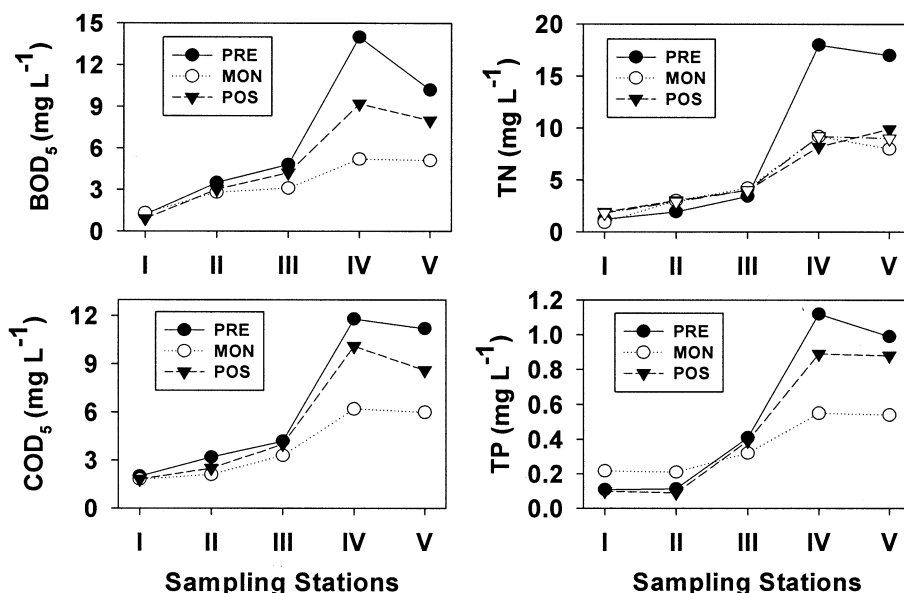 BOD5 (mg L-1)
15
12
9
6
3
0
PRE
MON
POS
I II III IV V
TN (mg L-1)
20
15
10
5
0
PRE
MON
POS
I II III IV V
COD5 (mg L-1)
12
9
6
3
0
PRE
MON
POS
I II III IV V
Sampling Stations
TP (mg L-1)
1.2
1.0
0.8
0.6
0.4
0.2
0.0
PRE
MON
POS
I II III IV V
Sampling Stations